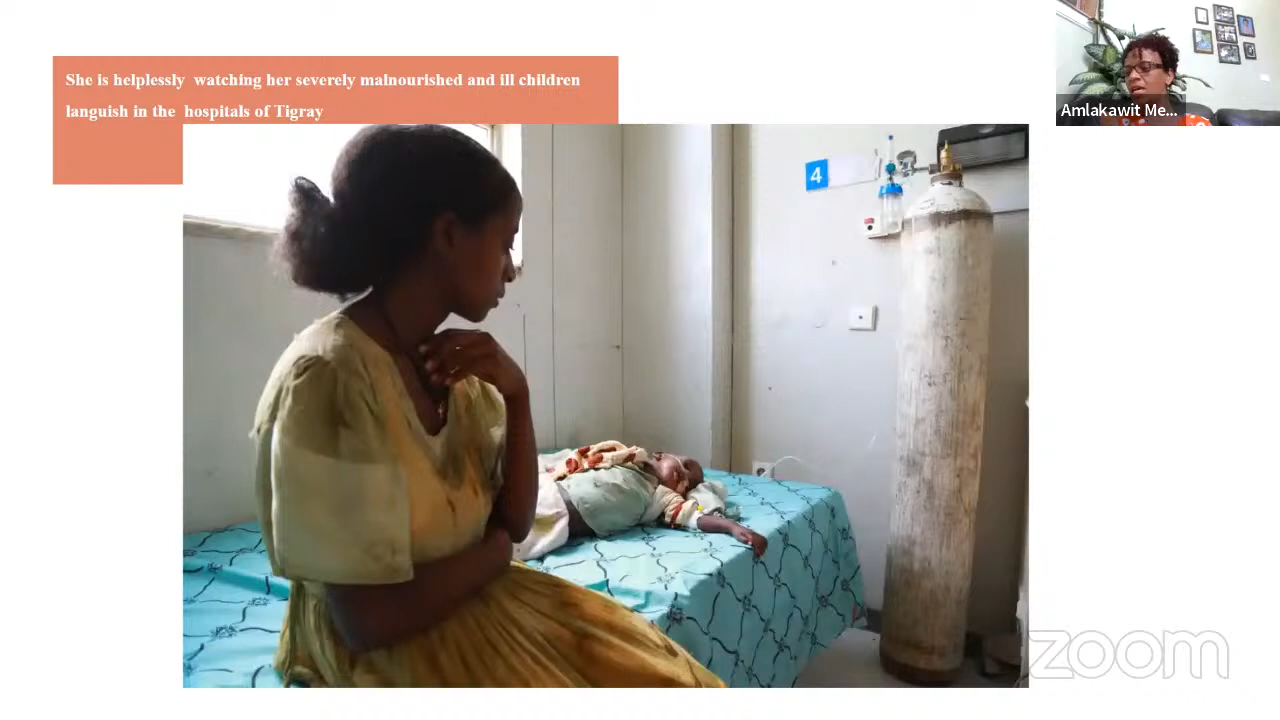 She is helplessly watching her severely malnourished and ill children
languish in the hospitals of Tigray
Amlakawit Me...
4
zoom